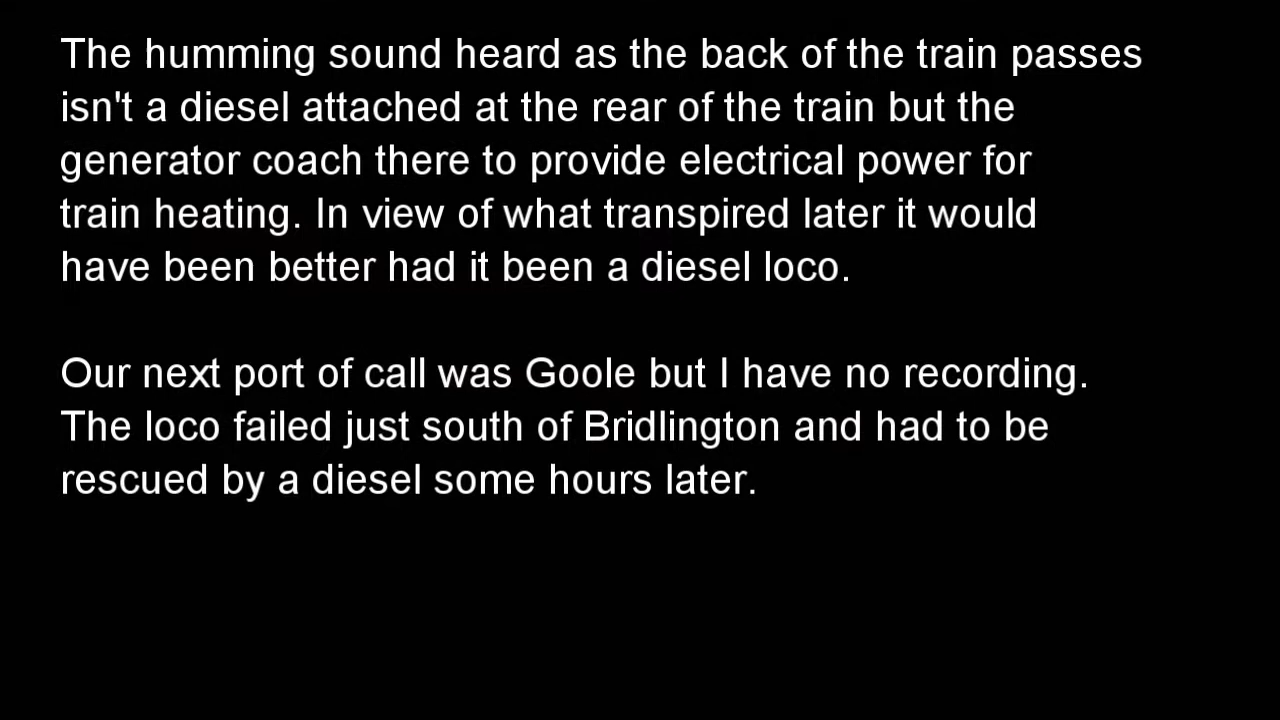 The humming sound heard as the back of the train passes
isn't a diesel attached at the rear of the train but the
generator coach there to provide electrical power for
train heating. In view of what transpired later it would
have been better had it been a diesel loco.
Our next port of call was Goole but I have no recording.
The loco failed just south of Bridlington and had to be
rescued by a diesel some hours later.